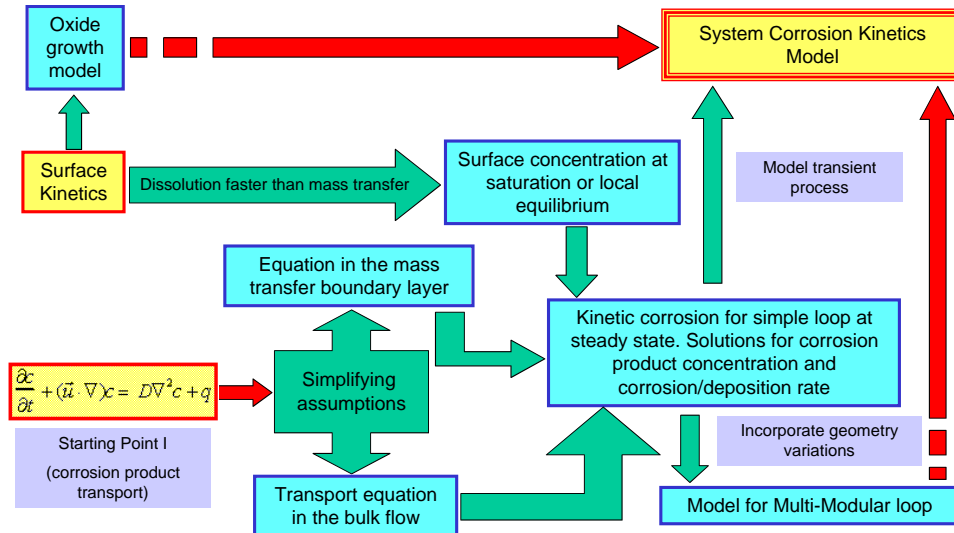 Oxide
growth
model
System Corrosion Kinetics
Model
Surface
Kinetics
Dissolution faster than mass transfer
Surface concentration at
saturation or local
equilibrium
Model transient
process
Equation in the mass
transfer boundary layer
Kinetic corrosion for simple loop at
steady state. Solutions for corrosion
product concentration and
corrosion/deposition rate
∂c/∂t + (u⃗ · ∇)c = D∇²c + q
Simplifying
assumptions
Starting Point I
(corrosion product
transport)
Incorporate geometry
variations
Transport equation
in the bulk flow
Model for Multi-Modular loop